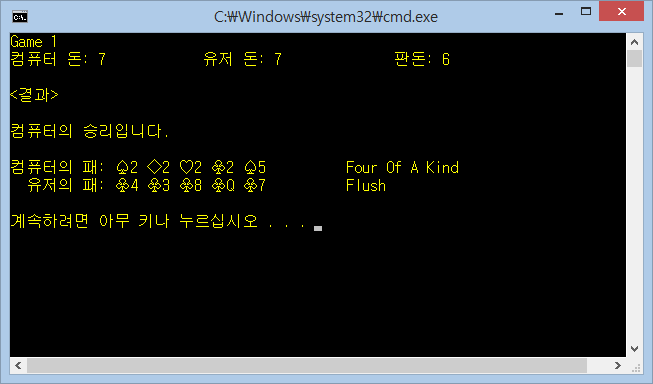 C:\Windows\system32\cmd.exe
Game 1
컴퓨터 돈: 7 유저 돈: 7 판돈: 6
<결과>
컴퓨터의 승리입니다.
컴퓨터의 패: ♤2 ◇2 ♡2 ♧2 ♤5 Four Of A Kind
유저의 패: ♧4 ♧3 ♧8 ♧Q ♧7 Flush
계속하려면 아무 키나 누르십시오 . . .